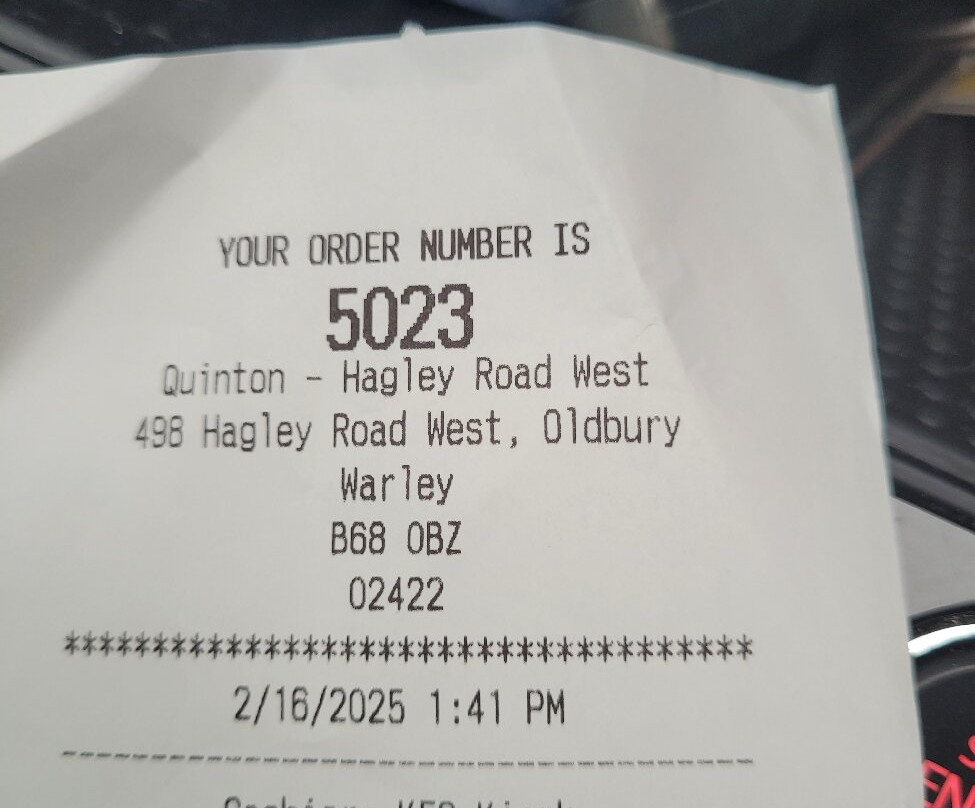 YOUR ORDER NUMBER IS
5023
Quinton - Hagley Road West
498 Hagley Road West, Oldbury
Warley
B68 0BZ
02422
******************************************
2/16/2025 1:41 PM